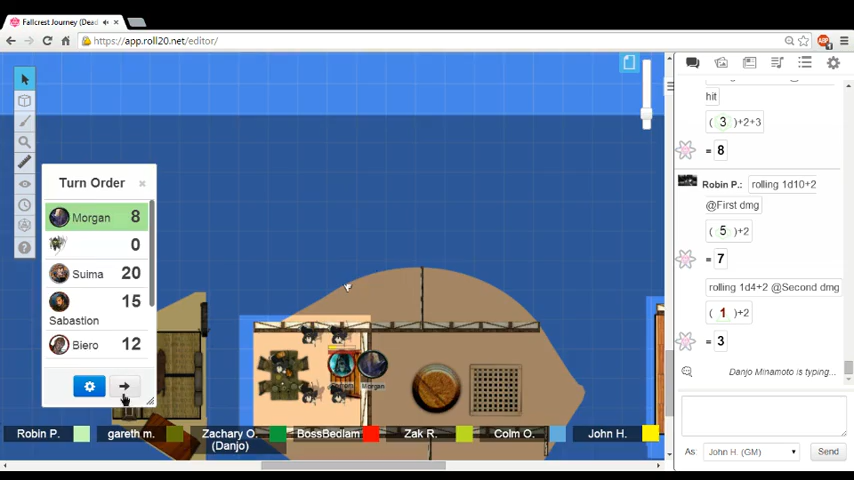 Fallcrest Journey (Dead
https://app.roll20.net/editor/
ABP
Turn Order
Morgan 8
0
Suima 20
15
Sabastion
Biero 12
Morgan
Robin P.
gareth m.
Zachary O.
(Danjo)
BossBedlam
Zak R.
Colm O.
John H.
hit
( 3 )+2+3
= 8
Robin P.: rolling 1d10+2
@First dmg
( 5 )+2
= 7
rolling 1d4+2 @Second dmg
( 1 )+2
= 3
Danjo Minamoto is typing...
As: John H. (GM) Send